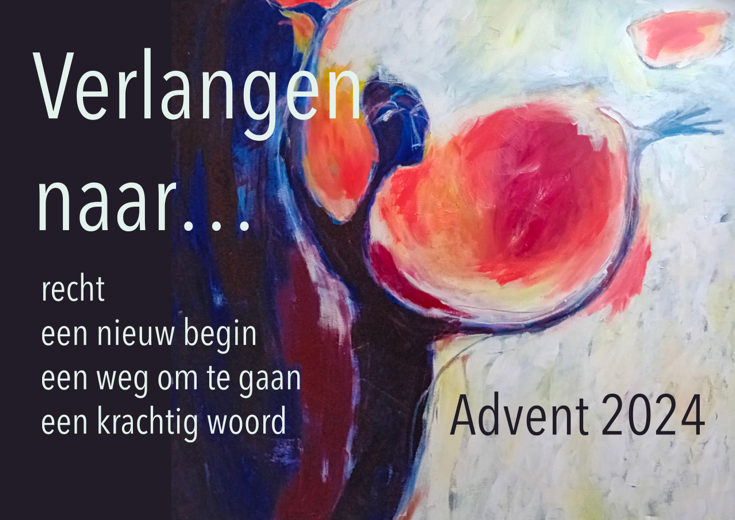 Verlangen
naar...
recht
een nieuw begin
een weg om te gaan
een krachtig woord
Advent 2024